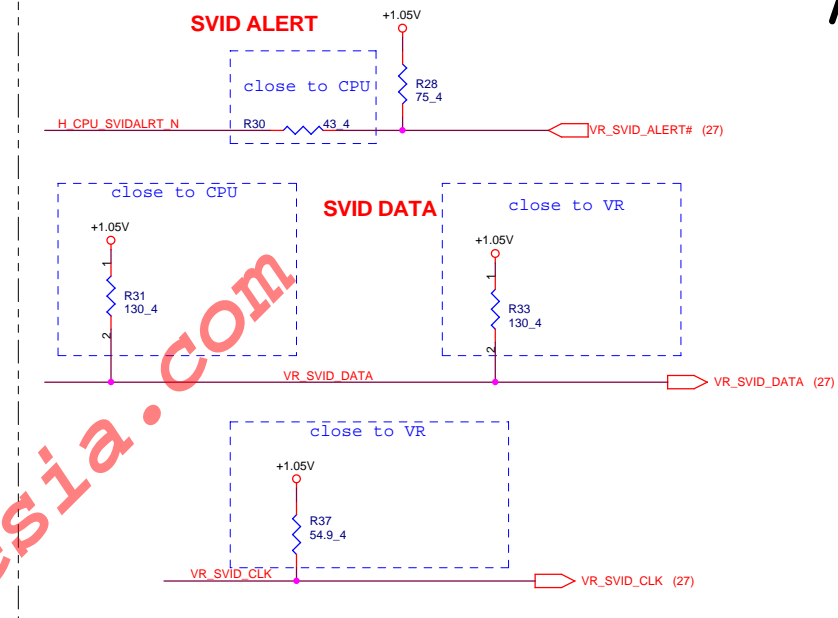 SVID ALERT
+1.05V
close to CPU
R28
75_4
H_CPU_SVIDALRT_N
R30
43_4
VR_SVID_ALERT# (27)
close to CPU
SVID DATA
close to VR
+1.05V
+1.05V
1
1
R31
130_4
R33
130_4
2
2
VR_SVID_DATA
VR_SVID_DATA (27)
close to VR
+1.05V
R37
54.9_4
VR_SVID_CLK
VR_SVID_CLK (27)
sia.com